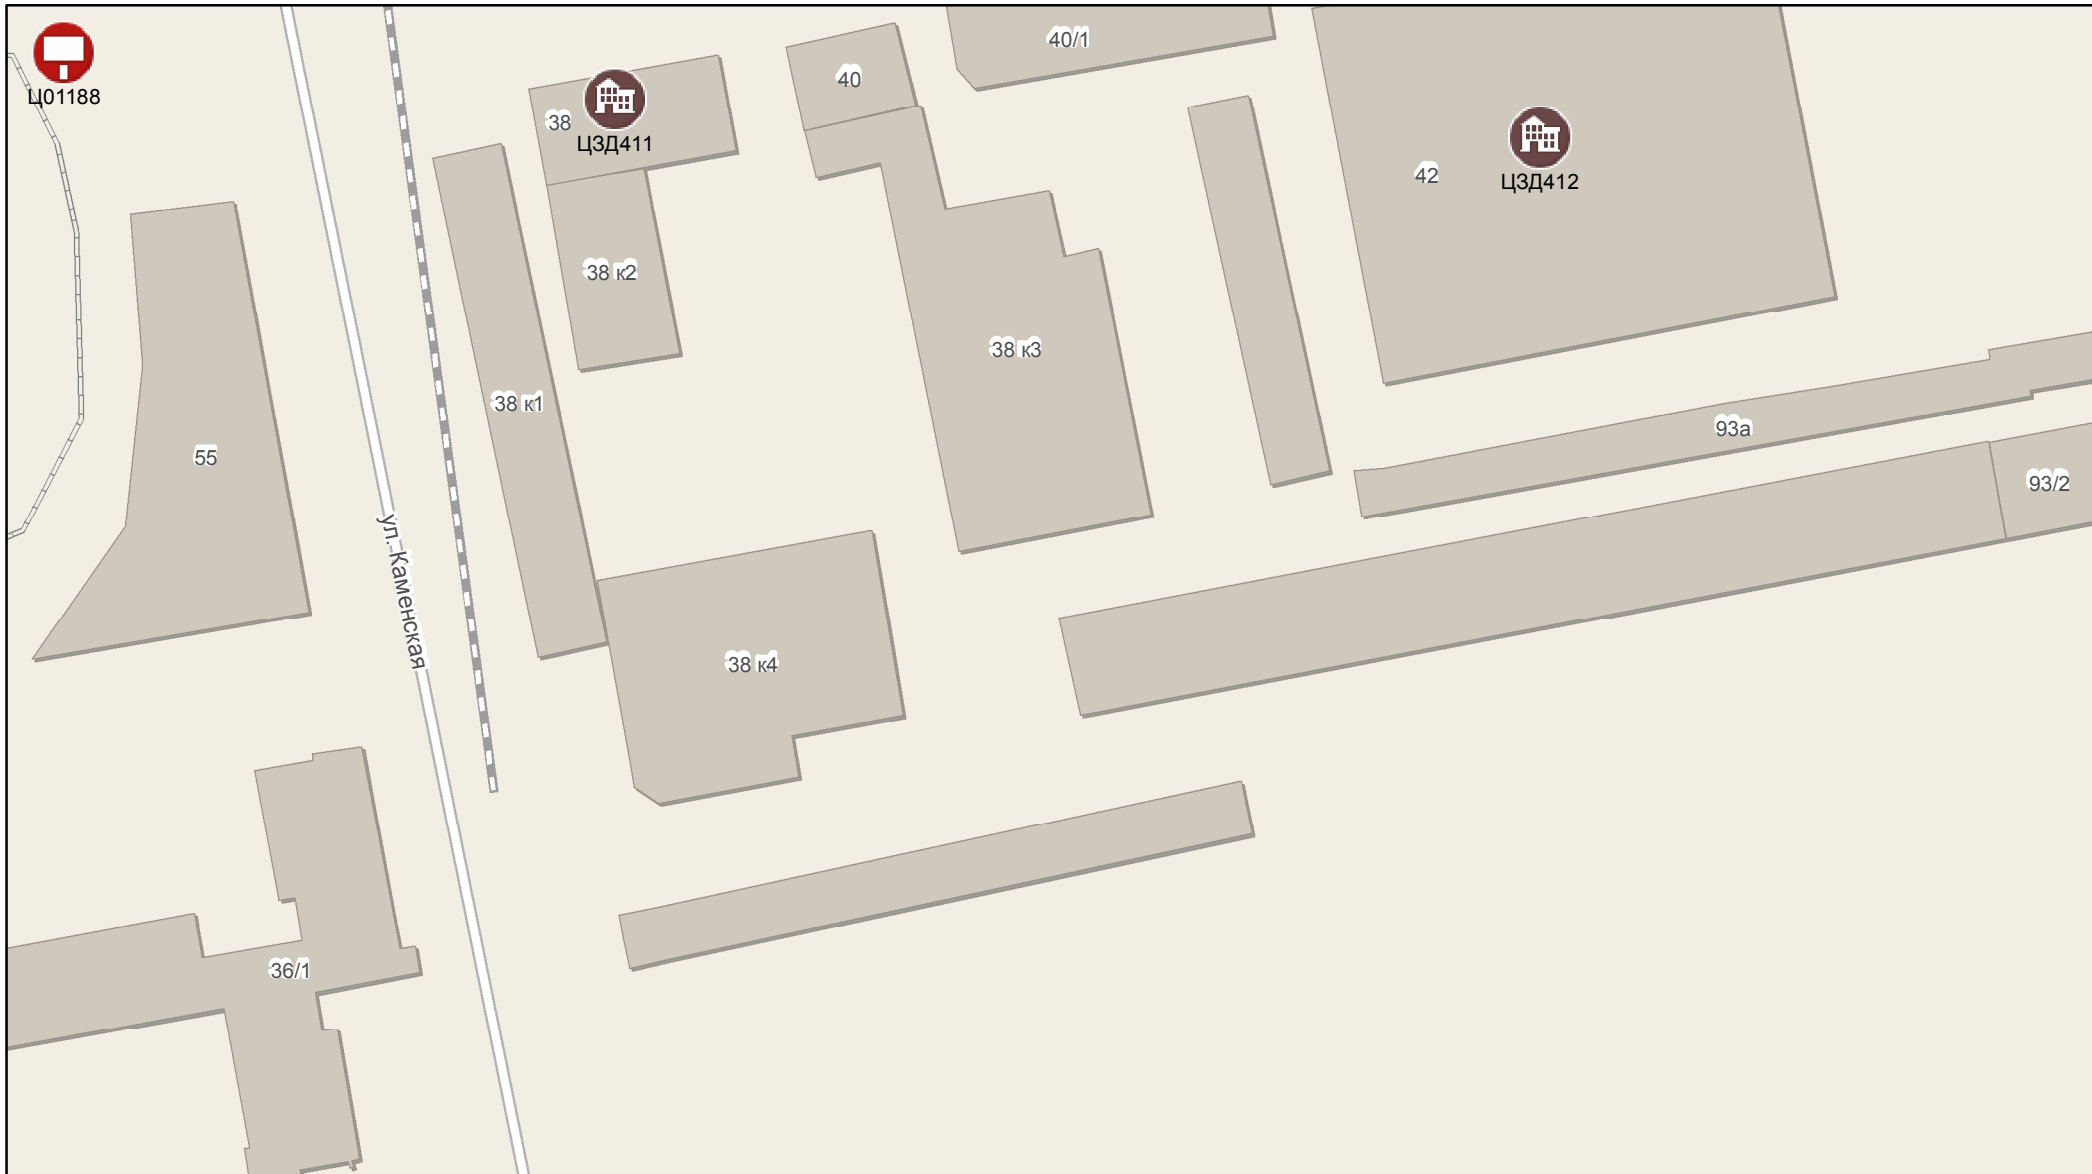 40/1
40
Ц01188
38
ЦЗД411
42
ЦЗД412
38 к2
38 к3
38 к1
93а
55
93/2
ул. Каменская
38 к4
36/1